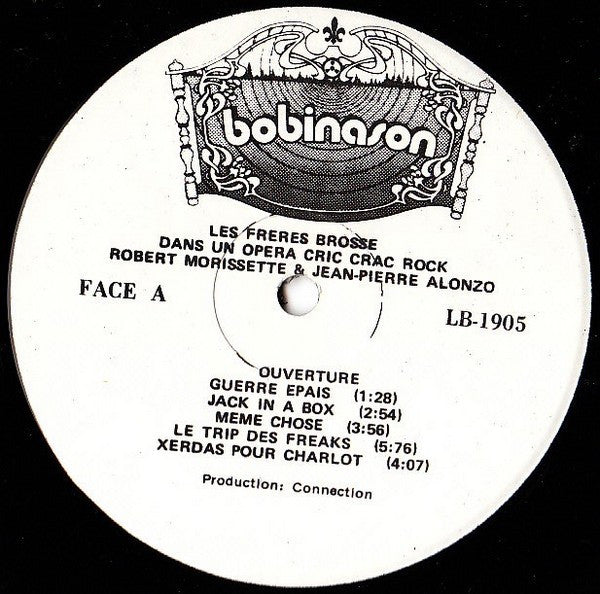 bobinason
LES FRERES BROSSE
DANS UN OPERA CRIC CRAC ROCK
ROBERT MORISSETTE & JEAN-PIERRE ALONZO
FACE A
LB-1905
OUVERTURE
GUERRE EPAIS (1:28)
JACK IN A BOX (2:54)
MEME CHOSE (3:56)
LE TRIP DES FREAKS (5:76)
XERDAS POUR CHARLOT (4:07)
Production: Connection